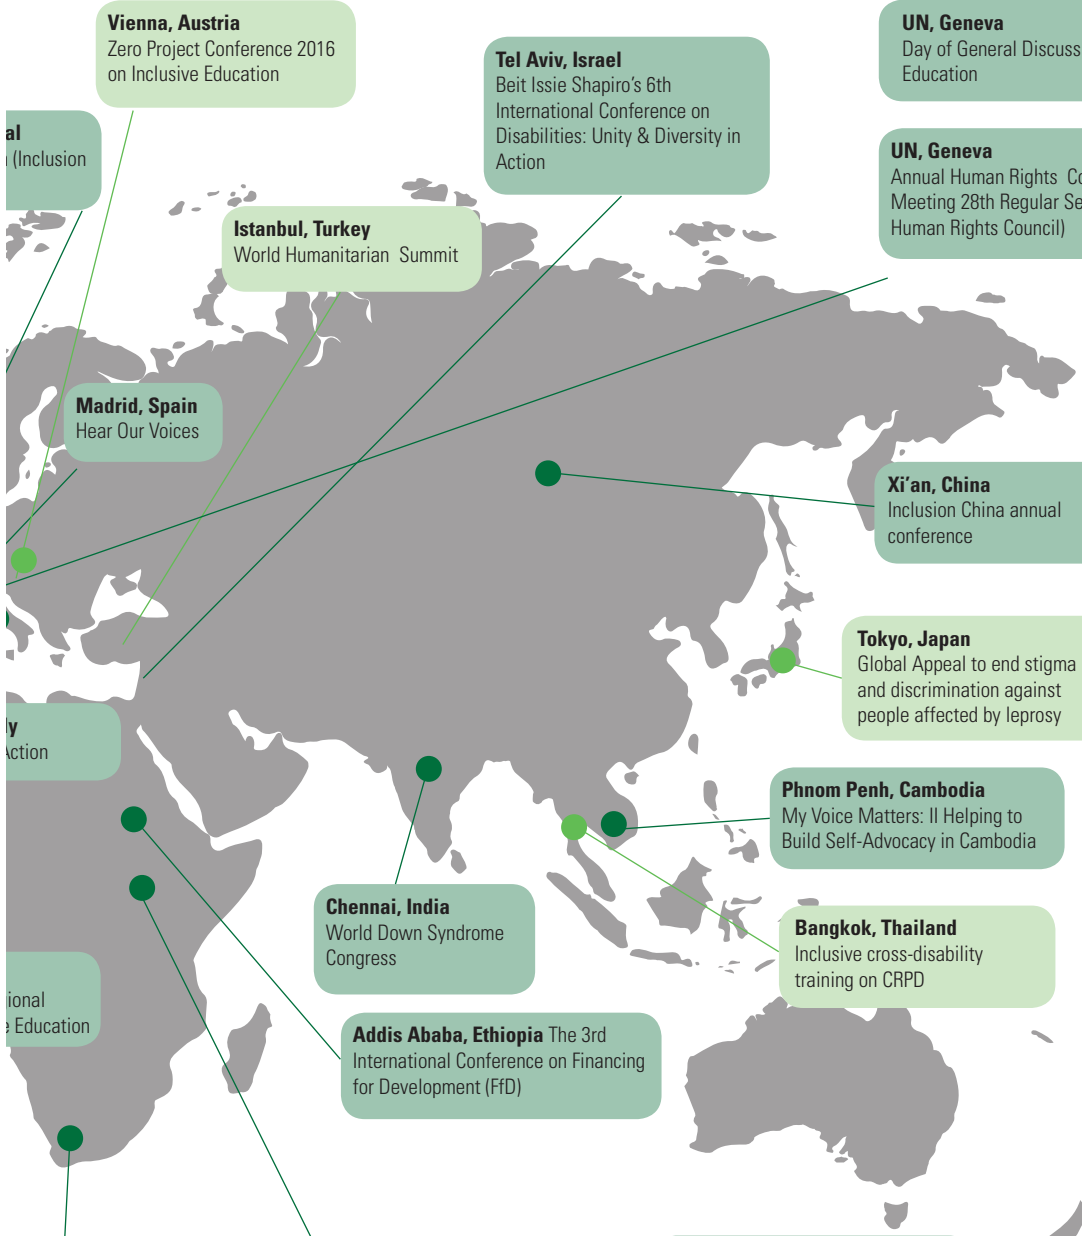 Vienna, Austria
Zero Project Conference 2016
on Inclusive Education
UN, Geneva
Day of General Discuss
Education
Tel Aviv, Israel
Beit Issie Shapiro’s 6th
International Conference on
Disabilities: Unity & Diversity in
Action
al
(Inclusion
UN, Geneva
Annual Human Rights Co
Meeting 28th Regular Se
Human Rights Council)
Istanbul, Turkey
World Humanitarian Summit
Madrid, Spain
Hear Our Voices
Xi’an, China
Inclusion China annual
conference
Tokyo, Japan
Global Appeal to end stigma
and discrimination against
people affected by leprosy
ly
Action
Phnom Penh, Cambodia
My Voice Matters: II Helping to
Build Self-Advocacy in Cambodia
Chennai, India
World Down Syndrome
Congress
Bangkok, Thailand
Inclusive cross-disability
training on CRPD
ional
e Education
Addis Ababa, Ethiopia The 3rd
International Conference on Financing
for Development (FfD)